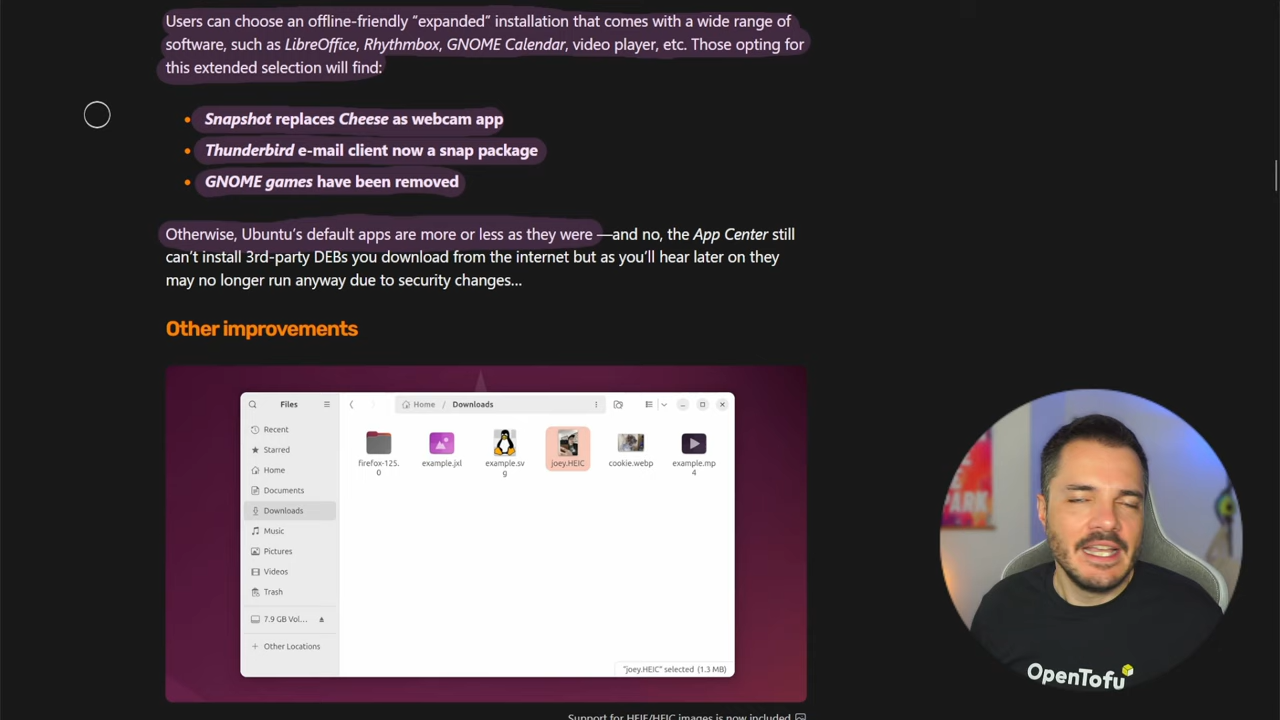 Users can choose an offline-friendly “expanded” installation that comes with a wide range of
software, such as LibreOffice, Rhythmbox, GNOME Calendar, video player, etc. Those opting for
this extended selection will find:
• Snapshot replaces Cheese as webcam app
• Thunderbird e-mail client now a snap package
• GNOME games have been removed
Otherwise, Ubuntu’s default apps are more or less as they were —and no, the App Center still
can’t install 3rd-party DEBs you download from the internet but as you’ll hear later on they
may no longer run anyway due to security changes…
Other improvements
Files
Home / Downloads
Recent
Starred
Home
Documents
Downloads
Music
Pictures
Videos
Trash
7.9 GB Vol…
Other Locations
firefox-125.
0
example.jxl
example.sv
g
joey.HEIC
cookie.webp
example.mp
4
“joey.HEIC” selected (1.3 MB)
Support for HEIF/HEIC images is now included
PARK
OpenTofu